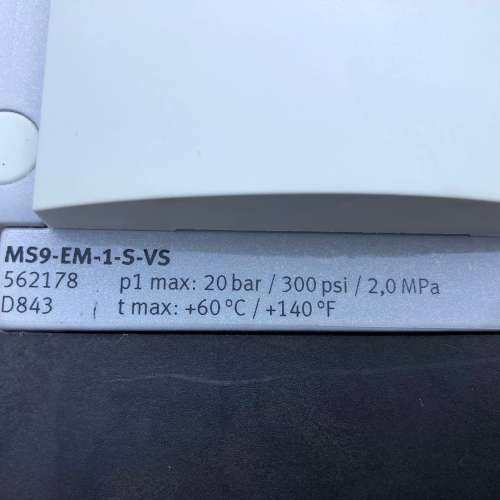 MS9-EM-1-S-VS
562178 p1 max: 20 bar / 300 psi / 2,0 MPa
D843 t max: +60 °C / +140 °F